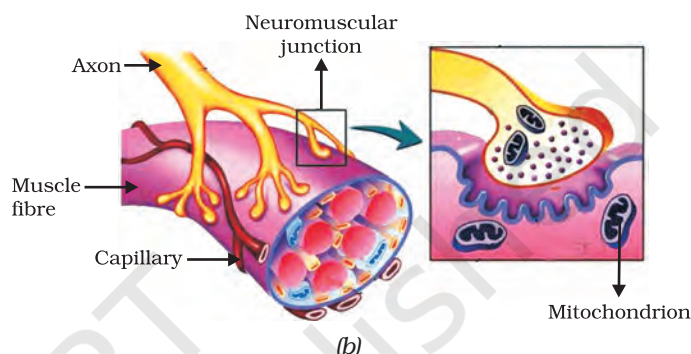 Neuromuscular
junction
Axon
Muscle
fibre
Capillary
Mitochondrion
(b)